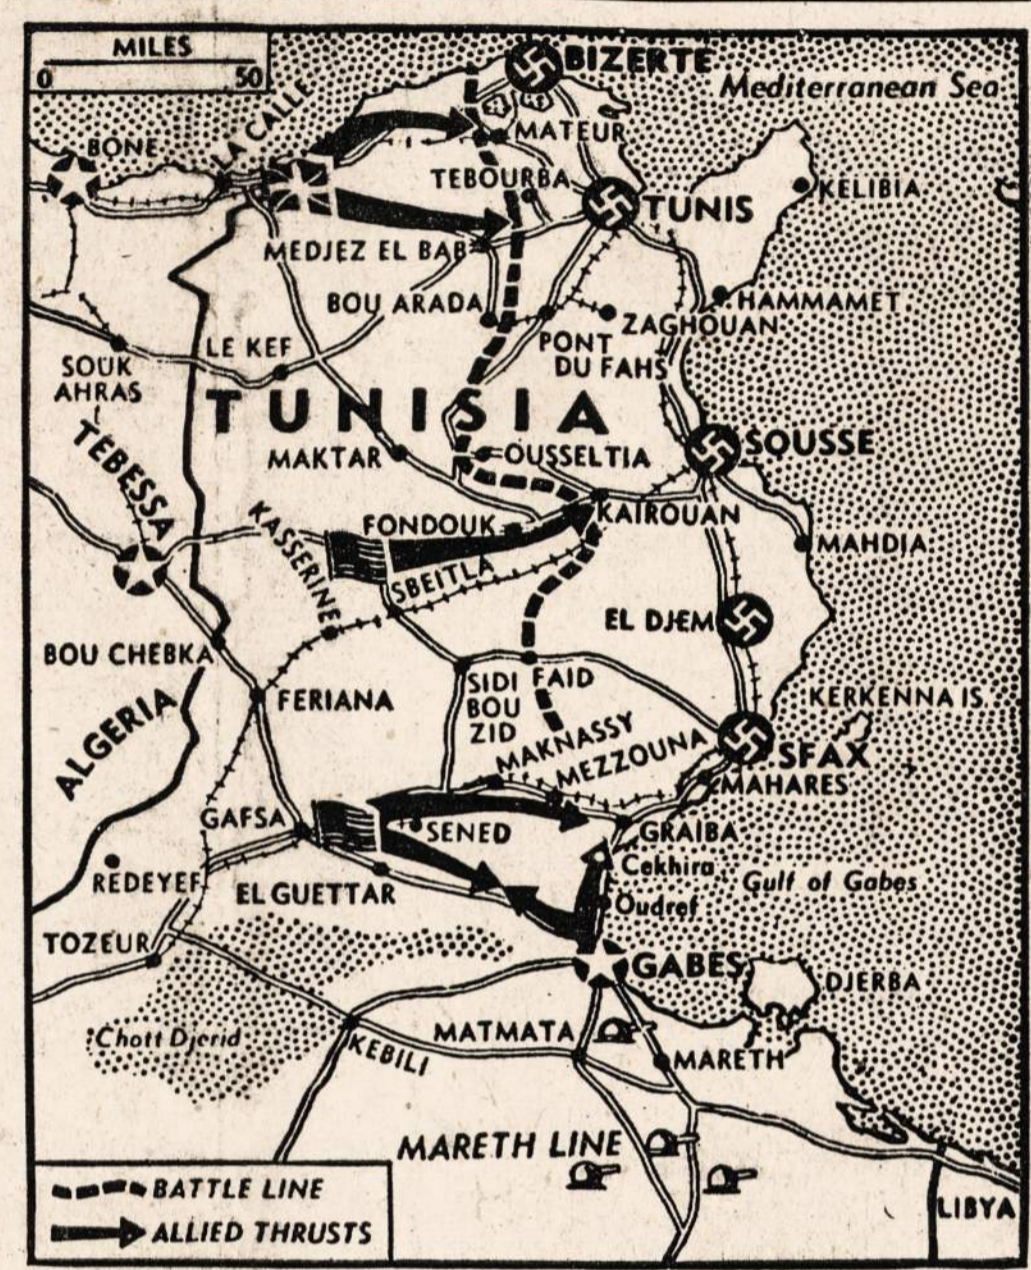 MILES
0 50
BIZERTE
Mediterranean Sea
LA CALLE
BONE
MATEUR
TEBOURBA
KELIBIA
TUNIS
MEDJEZ EL BAB
BOU ARADA
HAMMAMET
ZAGHOUAN
PONT
DU FAHS
LE KEF
SOUK
AHRAS
TUNISIA
TEBESSA
MAKTAR
OUSSELTIA
SOUSSE
KASSERINE
FONDOUK
KAIROUAN
MAHDIA
SBEITLA
EL DJEM
BOU CHEBKA
SIDI
BOU
ZID
FAID
FERIANA
KERKENNA IS.
ALGERIA
MAKNASSY
MEZZOUNA
SFAX
MAHARES
GAFSA
SENED
GRAIBA
Cekhira
REDEYEF
EL GUETTAR
Gulf of Gabes
Oudref
TOZEUR
GABES
DJERBA
Chott Djerid
KEBILI
MATMATA
MARETH
MARETH LINE
BATTLE LINE
ALLIED THRUSTS
LIBYA